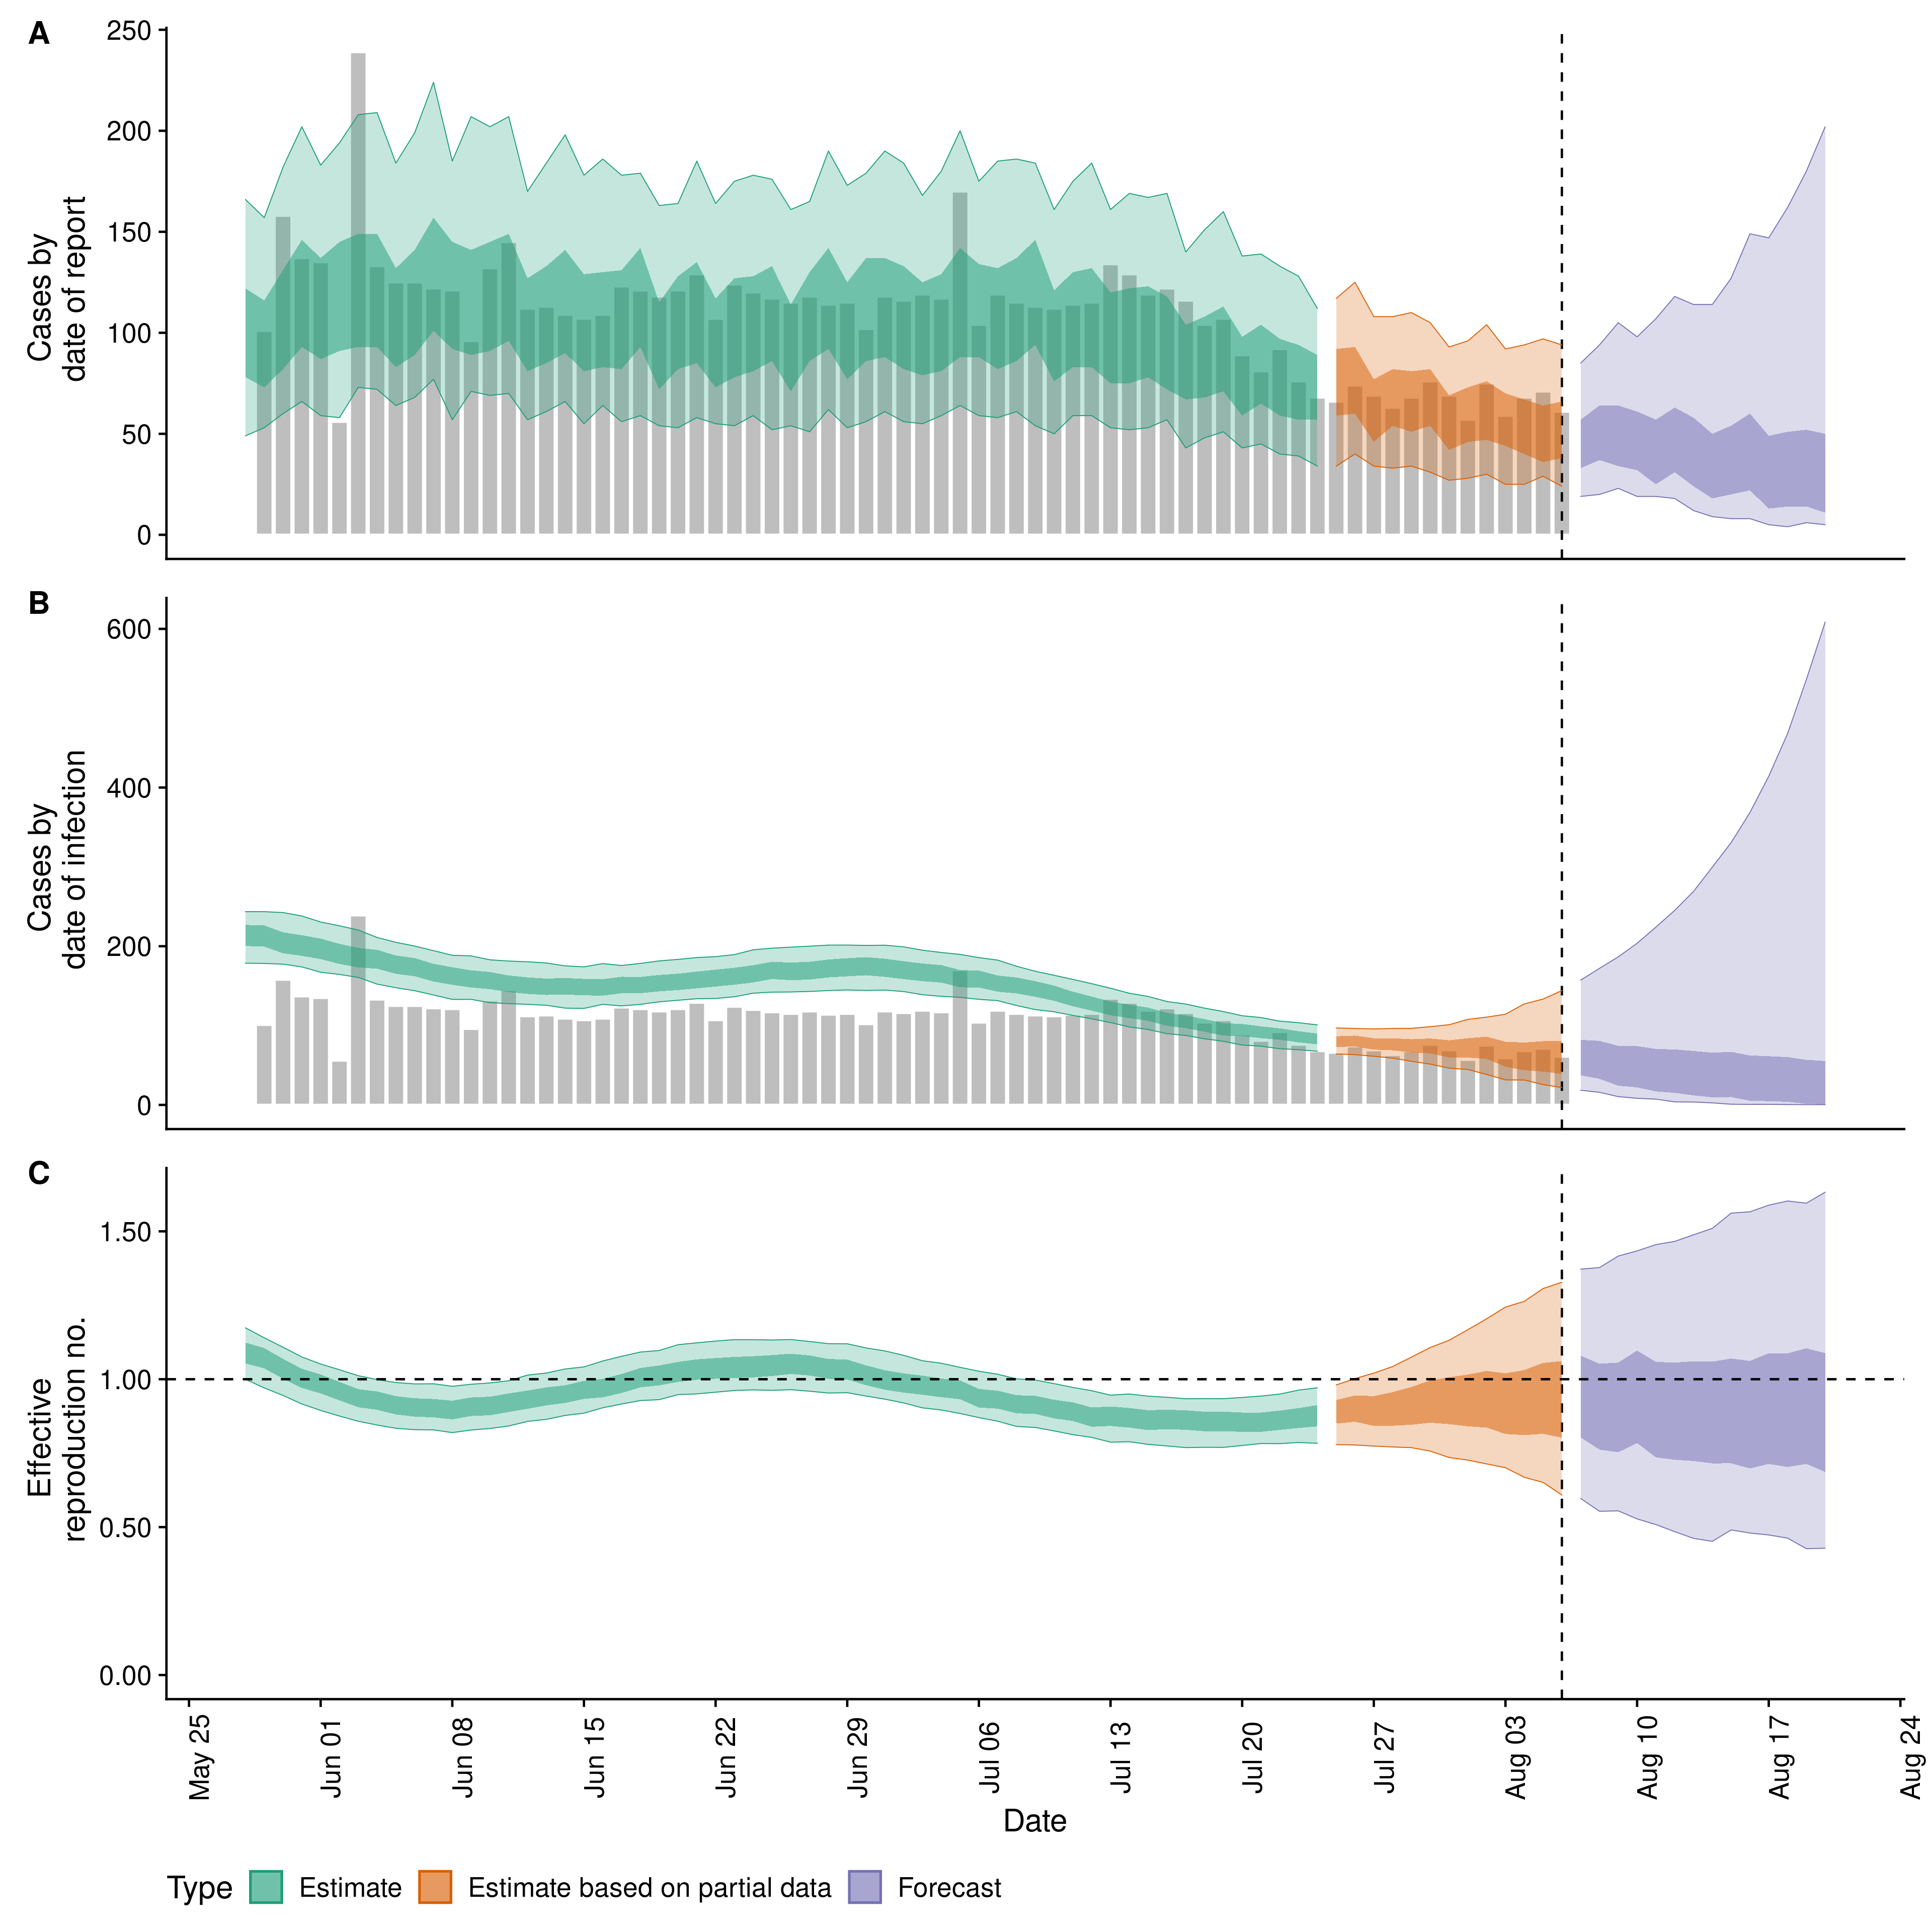 A
250
200
150
100
50
0
Cases by
date of report
B
600
400
200
0
Cases by
date of infection
C
1.50
1.00
0.50
0.00
Effective
reproduction no.
May 25
Jun 01
Jun 08
Jun 15
Jun 22
Jun 29
Jul 06
Jul 13
Jul 20
Jul 27
Aug 03
Aug 10
Aug 17
Aug 24
Date
Type Estimate Estimate based on partial data Forecast